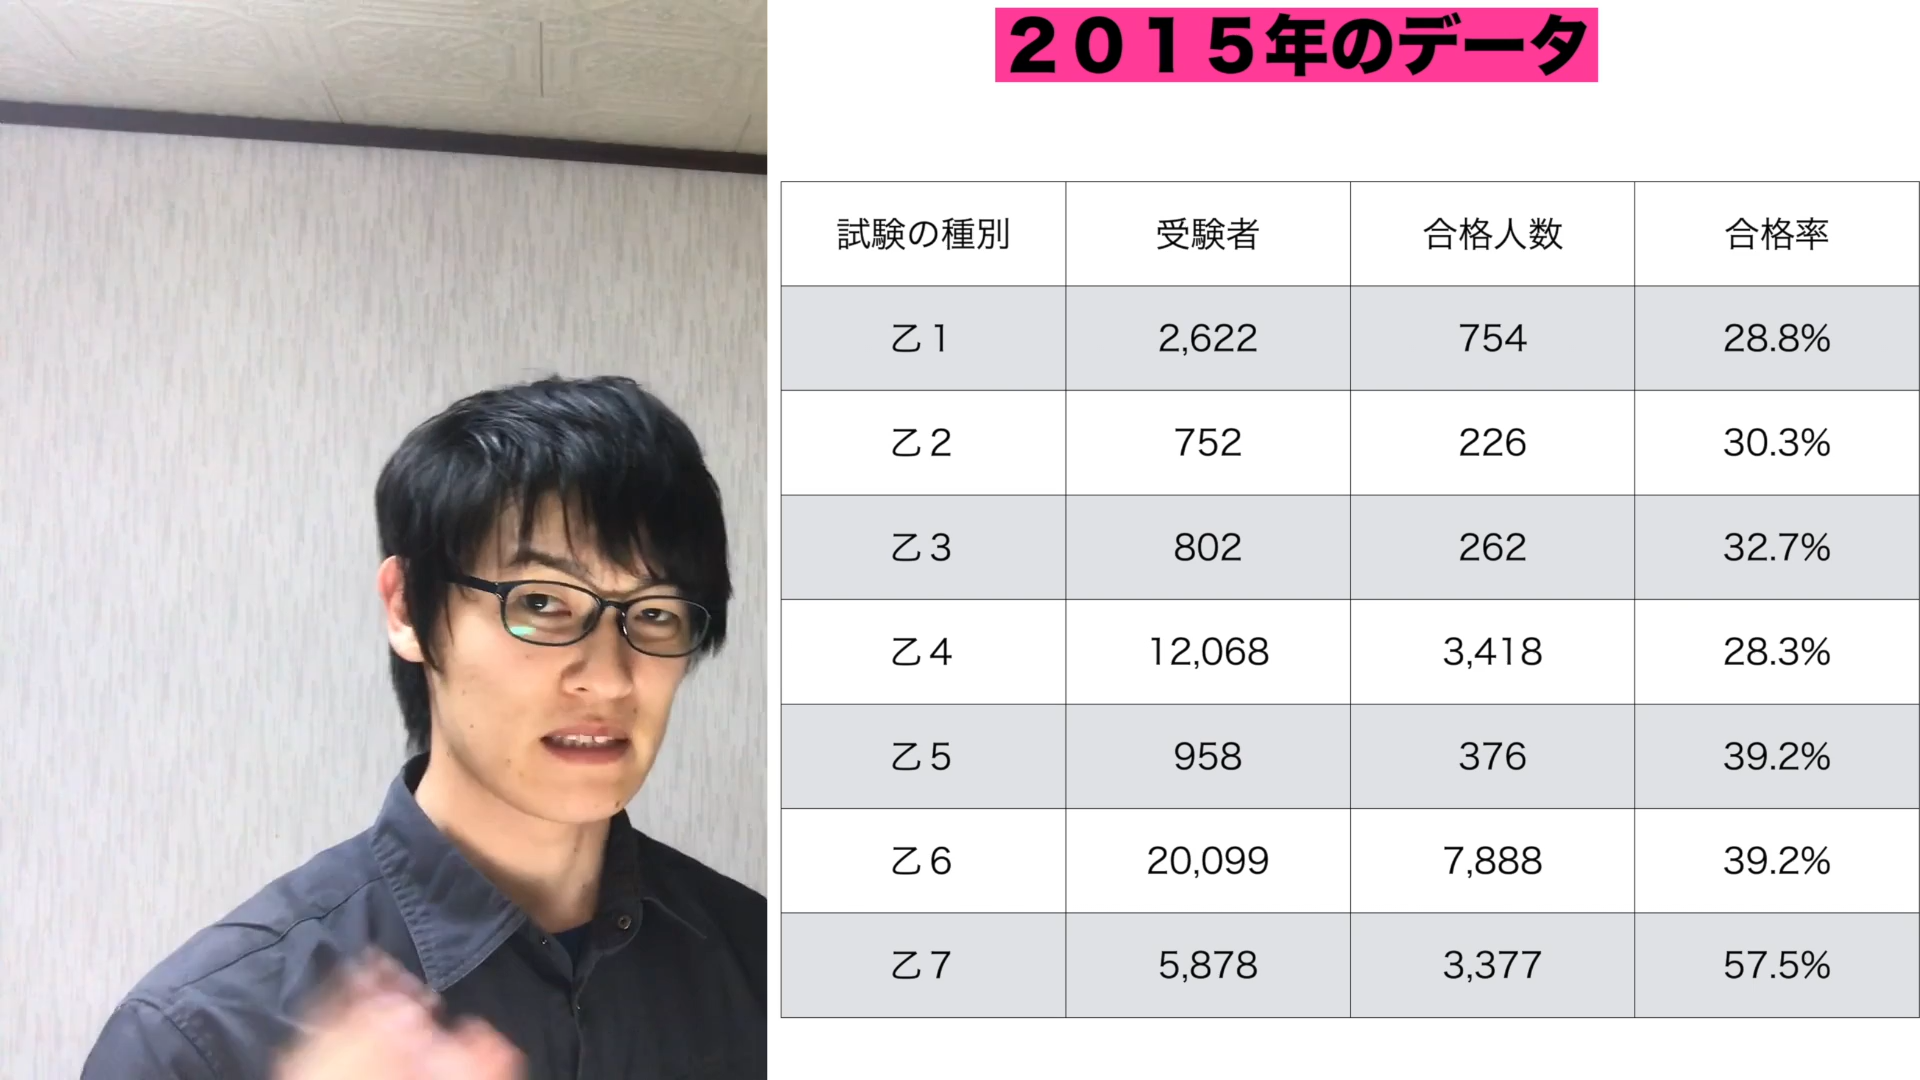 ２０１５年のデータ
試験の種別 受験者 合格人数 合格率
乙１ 2,622 754 28.8%
乙２ 752 226 30.3%
乙３ 802 262 32.7%
乙４ 12,068 3,418 28.3%
乙５ 958 376 39.2%
乙６ 20,099 7,888 39.2%
乙７ 5,878 3,377 57.5%